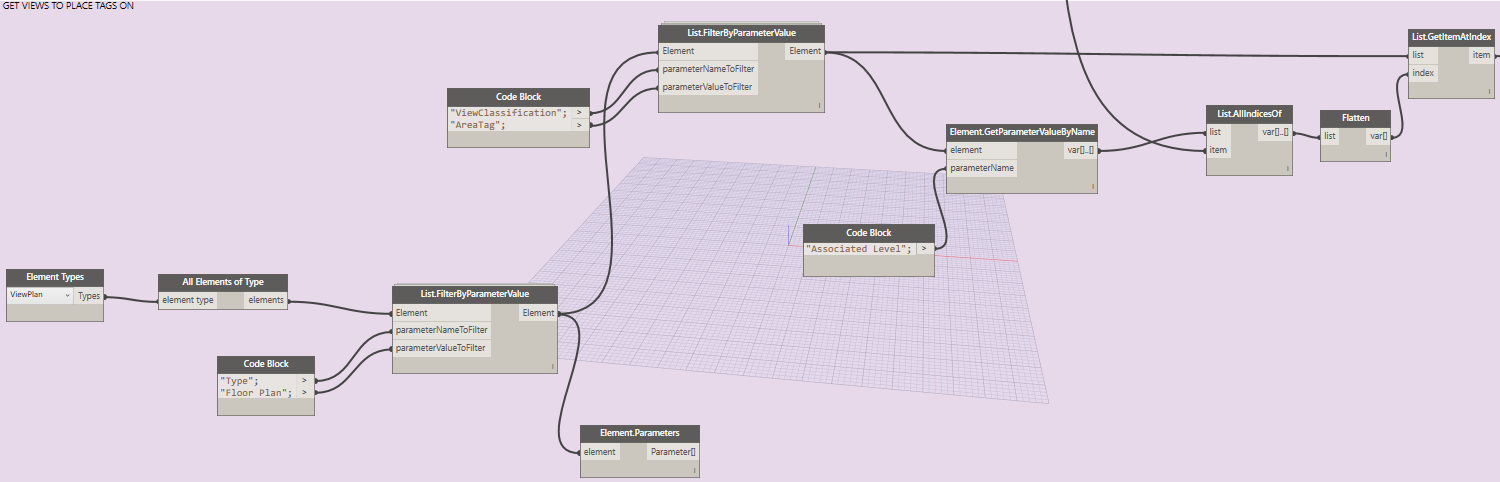 GET VIEWS TO PLACE TAGS ON
List.FilterByParameterValue
Element Element
parameterNameToFilter
parameterValueToFilter
Code Block
"ViewClassification"; >
"AreaTag"; >
List.GetItemAtIndex
list item
index
Element.GetParameterValueByName
element var[]..[]
parameterName
List.AllIndicesOf
list var[]..[]
item
Flatten
list var[]
Code Block
"Associated Level"; >
Element Types
ViewPlan Types
All Elements of Type
element type elements
List.FilterByParameterValue
Element Element
parameterNameToFilter
parameterValueToFilter
Code Block
"Type"; >
"Floor Plan"; >
Element.Parameters
element Parameter[]